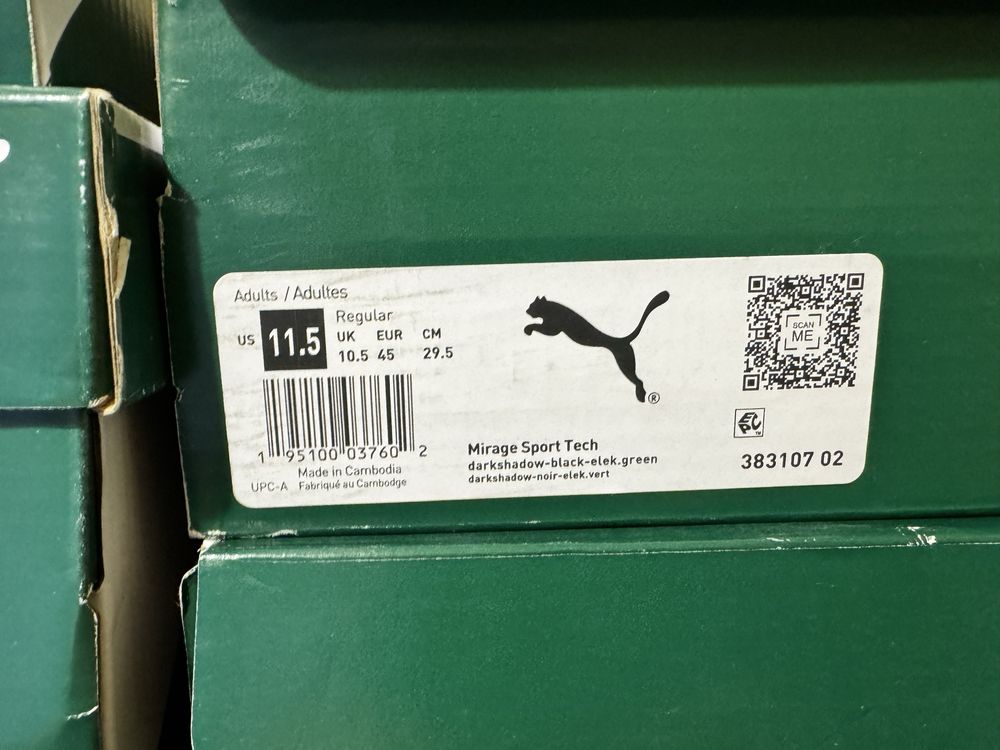 Adults / Adultes
US 11.5
Regular
UK EUR CM
10.5 45 29.5
1 95100 03760 2
Made in Cambodia
UPC-A Fabriqué au Cambodge
®
Mirage Sport Tech
darkshadow-black-elek.green
darkshadow-noir-elek.vert
SCAN
ME
EPC™
383107 02